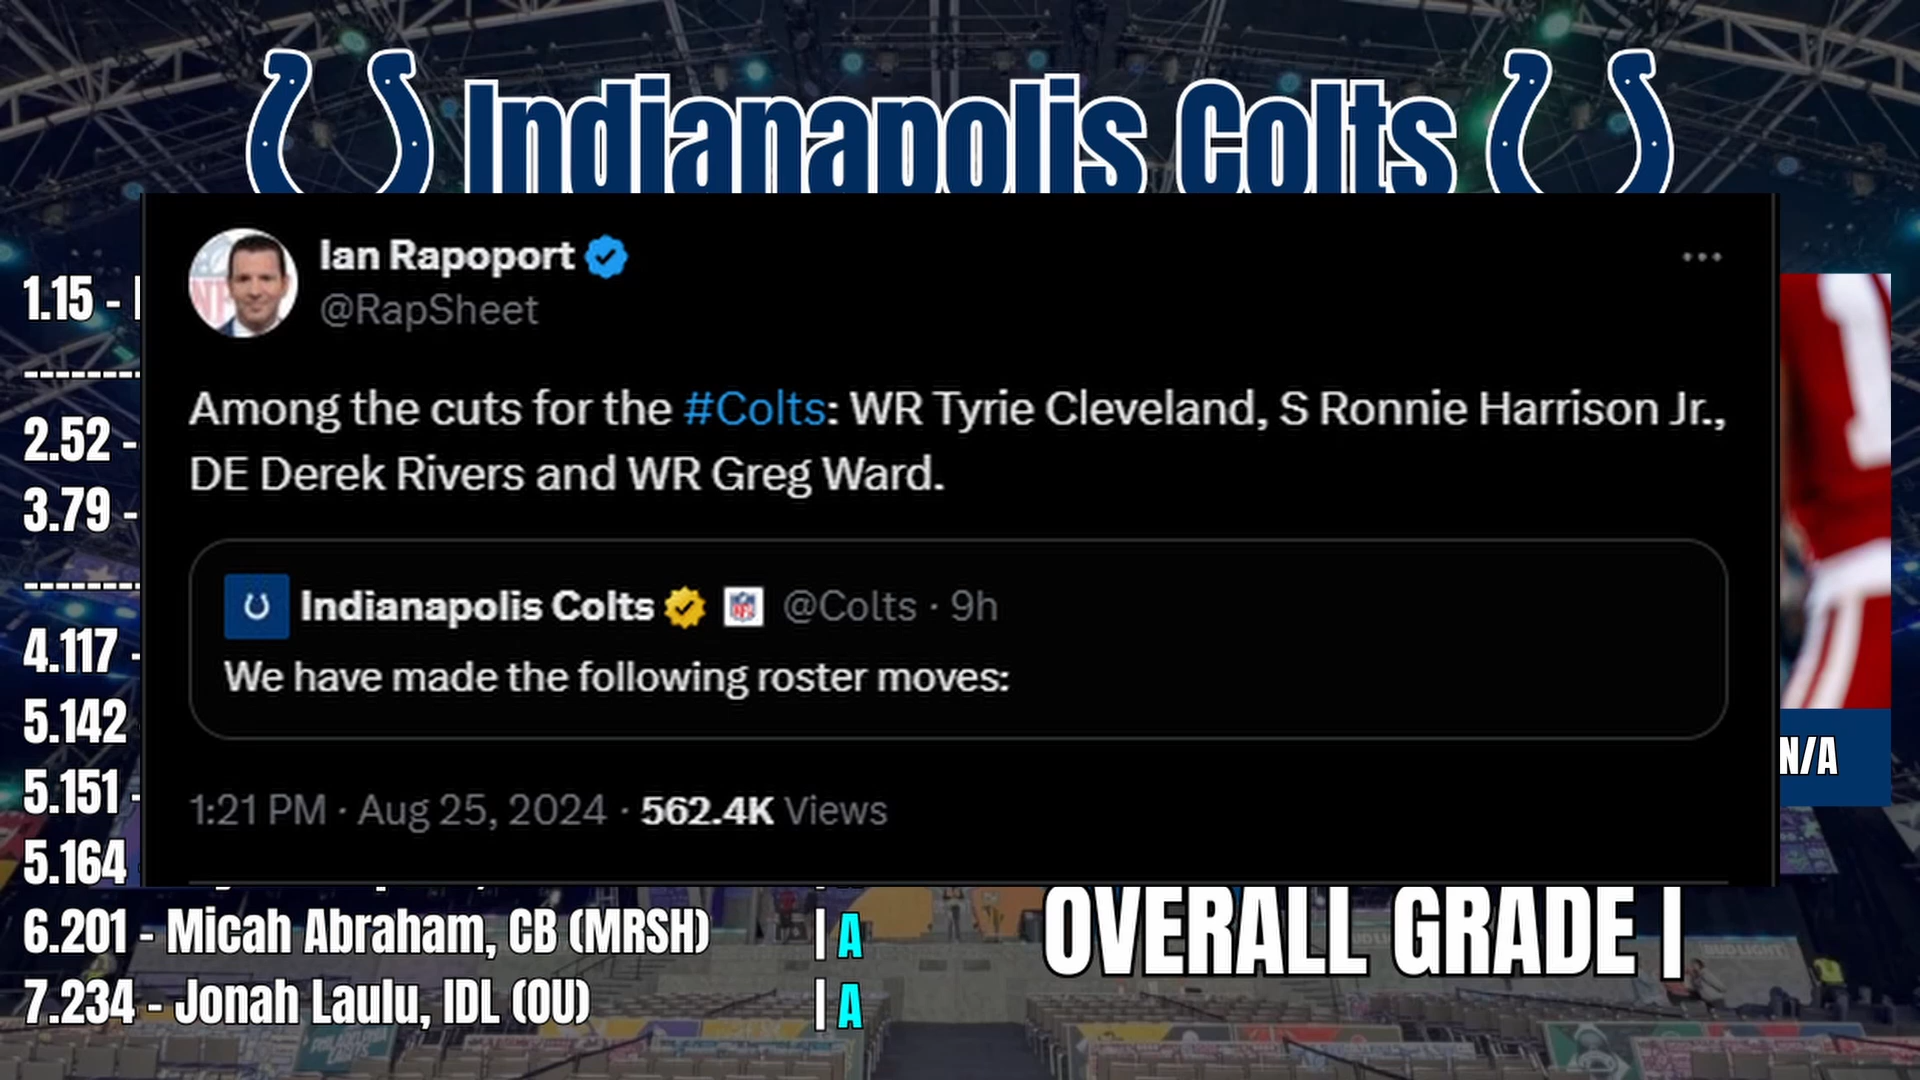 Indianapolis Colts
Ian Rapoport
@RapSheet
Among the cuts for the #Colts: WR Tyrie Cleveland, S Ronnie Harrison Jr.,
DE Derek Rivers and WR Greg Ward.
Indianapolis Colts @Colts · 9h
We have made the following roster moves:
1:21 PM · Aug 25, 2024 · 562.4K Views
1.15 -
2.52 -
3.79 -
4.117 -
5.142
5.151 -
5.164
6.201 - Micah Abraham, CB (MRSH) | A
7.234 - Jonah Laulu, IDL (OU) | A
N/A
OVERALL GRADE |